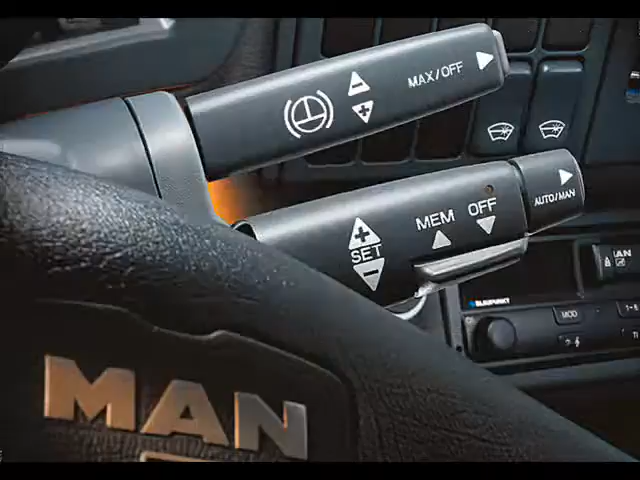 MAX/OFF
AUTO/MAN
MEM OFF
SET
BLAUPUNKT
MOD
MAN